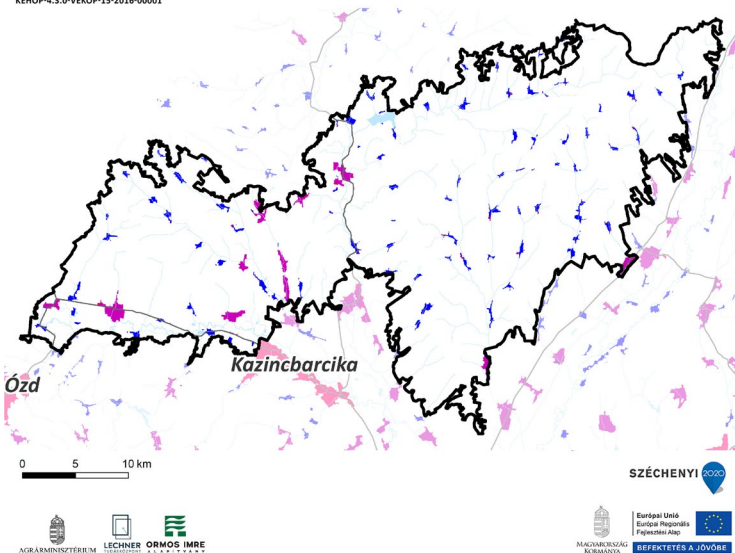 KEHOP-4.3.0-VEKOP-15-2016-00001
Kazincbarcika
Ózd
0 5 10 km
SZÉCHENYI 2020
AGRÁRMINISZTÉRIUM
LECHNER
TUDÁSKÖZPONT
ORMOS IMRE
ALAPÍTVÁNY
MAGYARORSZÁG
KORMÁNYA
Európai Unió
Európai Regionális
Fejlesztési Alap
BEFEKTETÉS A JÖVŐBE